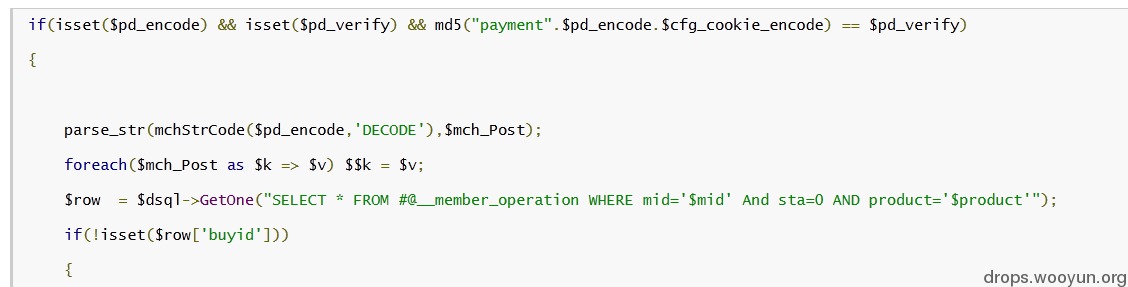 if(isset($pd_encode) && isset($pd_verify) && md5("payment".$pd_encode.$cfg_cookie_encode) == $pd_verify)
{
parse_str(mchStrCode($pd_encode,'DECODE'),$mch_Post);
foreach($mch_Post as $k => $v) $$k = $v;
$row  = $dsql->GetOne("SELECT * FROM #@__member_operation WHERE mid='$mid' And sta=0 AND product='$product'");
if(!isset($row['buyid']))
{
drops.wooyun.org